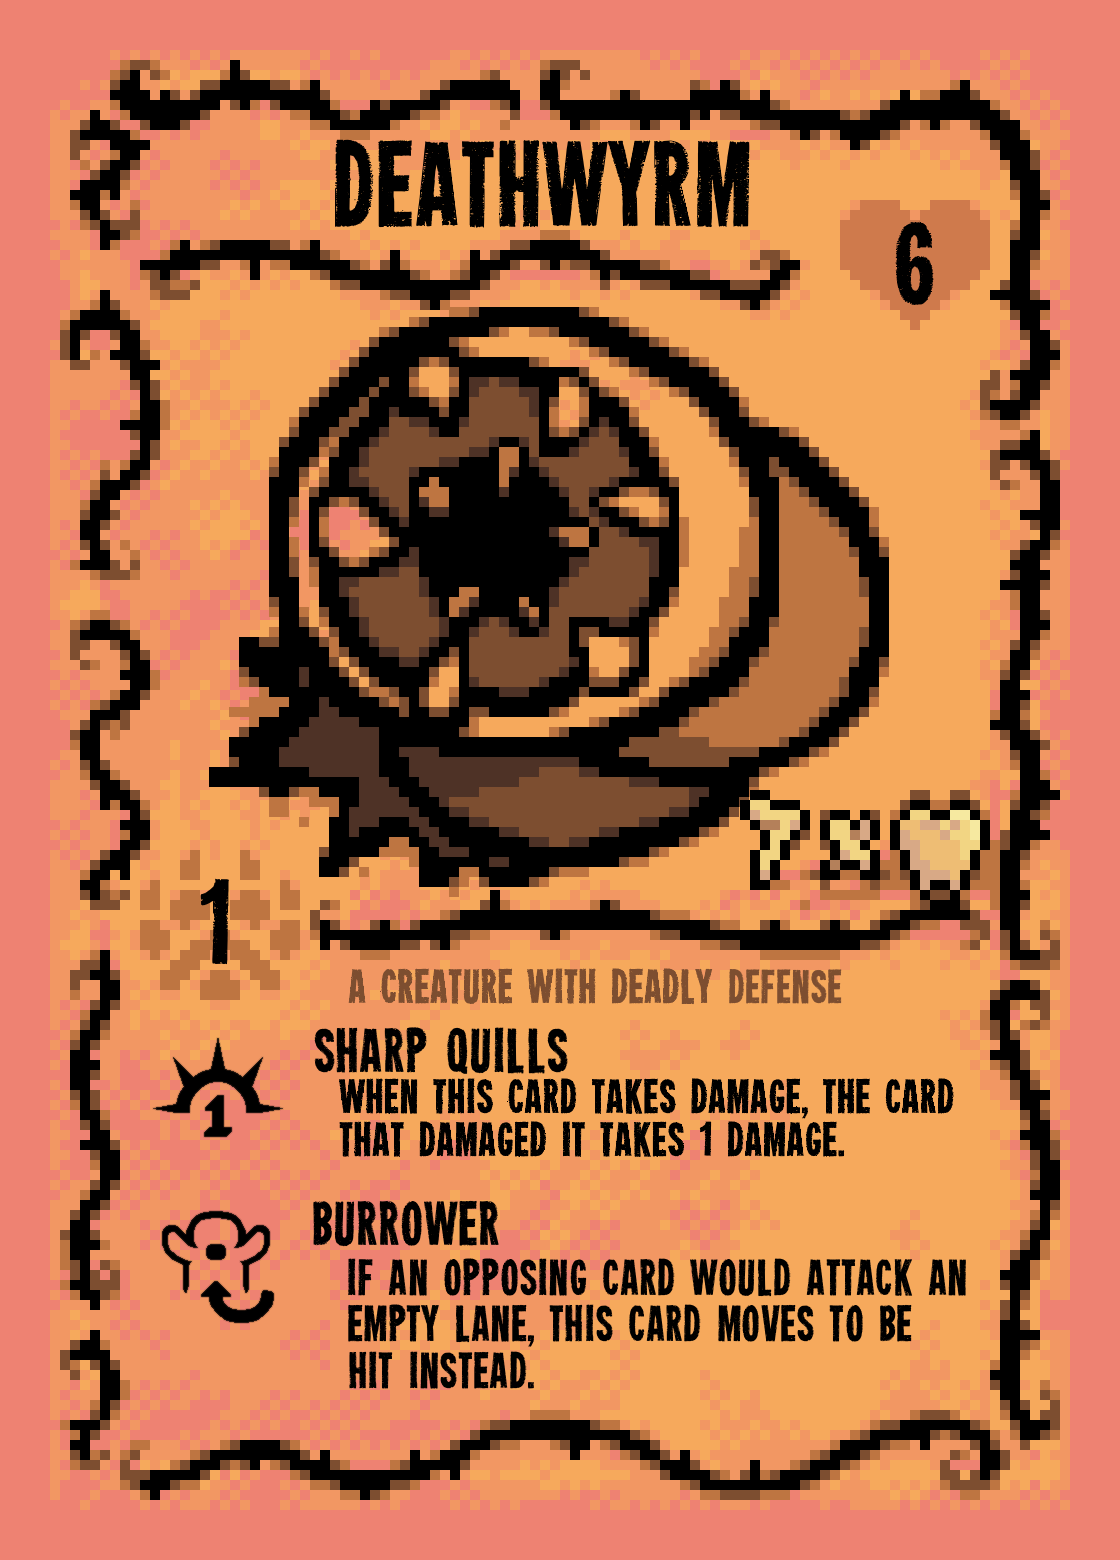 DEATHWYRM
6
7 x
1
A CREATURE WITH DEADLY DEFENSE
SHARP QUILLS
1
WHEN THIS CARD TAKES DAMAGE, THE CARD
THAT DAMAGED IT TAKES 1 DAMAGE.
BURROWER
IF AN OPPOSING CARD WOULD ATTACK AN
EMPTY LANE, THIS CARD MOVES TO BE
HIT INSTEAD.